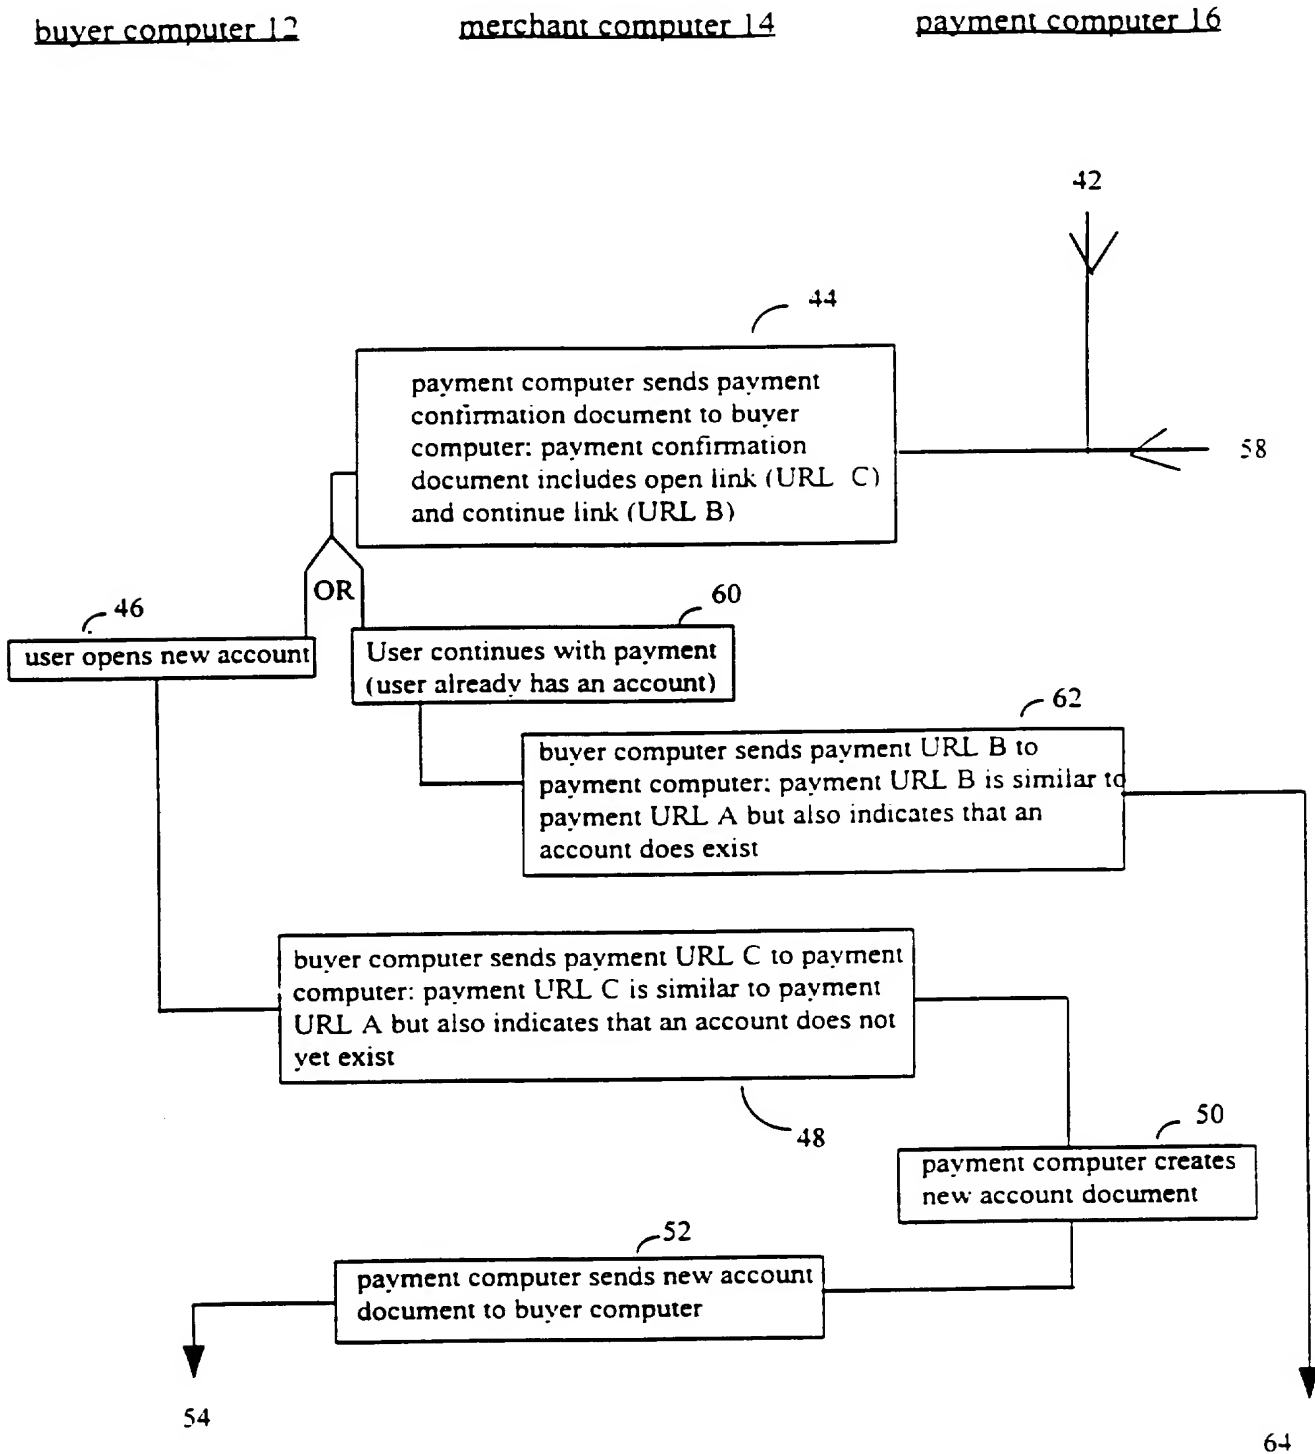 buyer computer 12
merchant computer 14
payment computer 16
42
44
payment computer sends payment
confirmation document to buyer
computer: payment confirmation
document includes open link (URL C)
and continue link (URL B)
58
OR
46
user opens new account
60
User continues with payment
(user already has an account)
62
buyer computer sends payment URL B to
payment computer: payment URL B is similar to
payment URL A but also indicates that an
account does exist
buyer computer sends payment URL C to payment
computer: payment URL C is similar to payment
URL A but also indicates that an account does not
yet exist
48
50
payment computer creates
new account document
52
payment computer sends new account
document to buyer computer
54
64